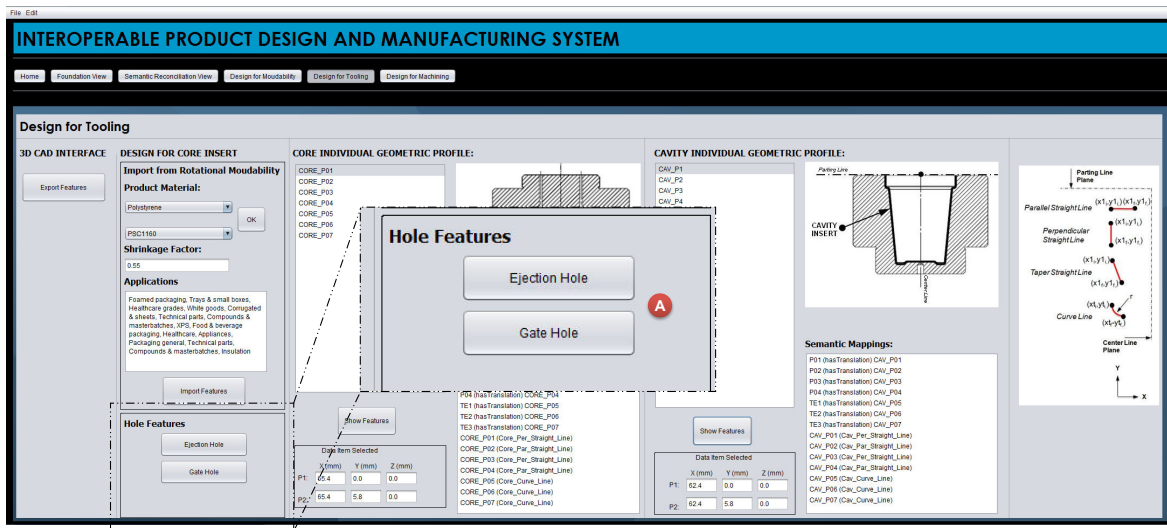 File Edit
INTEROPERABLE PRODUCT DESIGN AND MANUFACTURING SYSTEM
Home Foundation View Semantic Reconciliation View Design for Moudability Design for Tooling Design for Machining
Design for Tooling
3D CAD INTERFACE
Export Features
DESIGN FOR CORE INSERT
Import from Rotational Moudability
Product Material:
Polystyrene
OK
PSC1160
Shrinkage Factor:
0.55
Applications
Foamed packaging, Trays & small boxes,
Healthcare grades, White goods, Corrugated
& sheets, Technical parts, Compounds &
masterbatches, XPS, Food & beverage
packaging, Healthcare, Appliances,
Packaging general, Technical parts,
Compounds & masterbatches, Insulation
Import Features
Hole Features
Ejection Hole
Gate Hole
CORE INDIVIDUAL GEOMETRIC PROFILE:
CORE_P01
CORE_P02
CORE_P03
CORE_P04
CORE_P05
CORE_P06
CORE_P07
Hole Features
Ejection Hole
Gate Hole
A
Show Features
Data Item Selected
X (mm) Y (mm) Z (mm)
P1: 65.4 0.0 0.0
P2: 65.4 5.8 0.0
P04 (hasTranslation) CORE_P04
TE1 (hasTranslation) CORE_P05
TE2 (hasTranslation) CORE_P06
TE3 (hasTranslation) CORE_P07
CORE_P01 (Core_Per_Straight_Line)
CORE_P02 (Core_Par_Straight_Line)
CORE_P03 (Core_Per_Straight_Line)
CORE_P04 (Core_Par_Straight_Line)
CORE_P05 (Core_Curve_Line)
CORE_P06 (Core_Curve_Line)
CORE_P07 (Core_Curve_Line)
CAVITY INDIVIDUAL GEOMETRIC PROFILE:
CAV_P1
CAV_P2
CAV_P3
CAV_P4
Show Features
Data Item Selected
X (mm) Y (mm) Z (mm)
P1: 62.4 0.0 0.0
P2: 62.4 5.8 0.0
Parting Line
CAVITY
INSERT
Center Line
Semantic Mappings:
P01 (hasTranslation) CAV_P01
P02 (hasTranslation) CAV_P02
P03 (hasTranslation) CAV_P03
P04 (hasTranslation) CAV_P04
TE1 (hasTranslation) CAV_P05
TE2 (hasTranslation) CAV_P06
TE3 (hasTranslation) CAV_P07
CAV_P01 (Cav_Per_Straight_Line)
CAV_P02 (Cav_Par_Straight_Line)
CAV_P03 (Cav_Per_Straight_Line)
CAV_P04 (Cav_Par_Straight_Line)
CAV_P05 (Cav_Curve_Line)
CAV_P06 (Cav_Curve_Line)
CAV_P07 (Cav_Curve_Line)
Parting Line
Plane
Parallel Straight Line
Perpendicular
Straight Line
Taper Straight Line
r
Curve Line
Center Line
Plane
Y
X